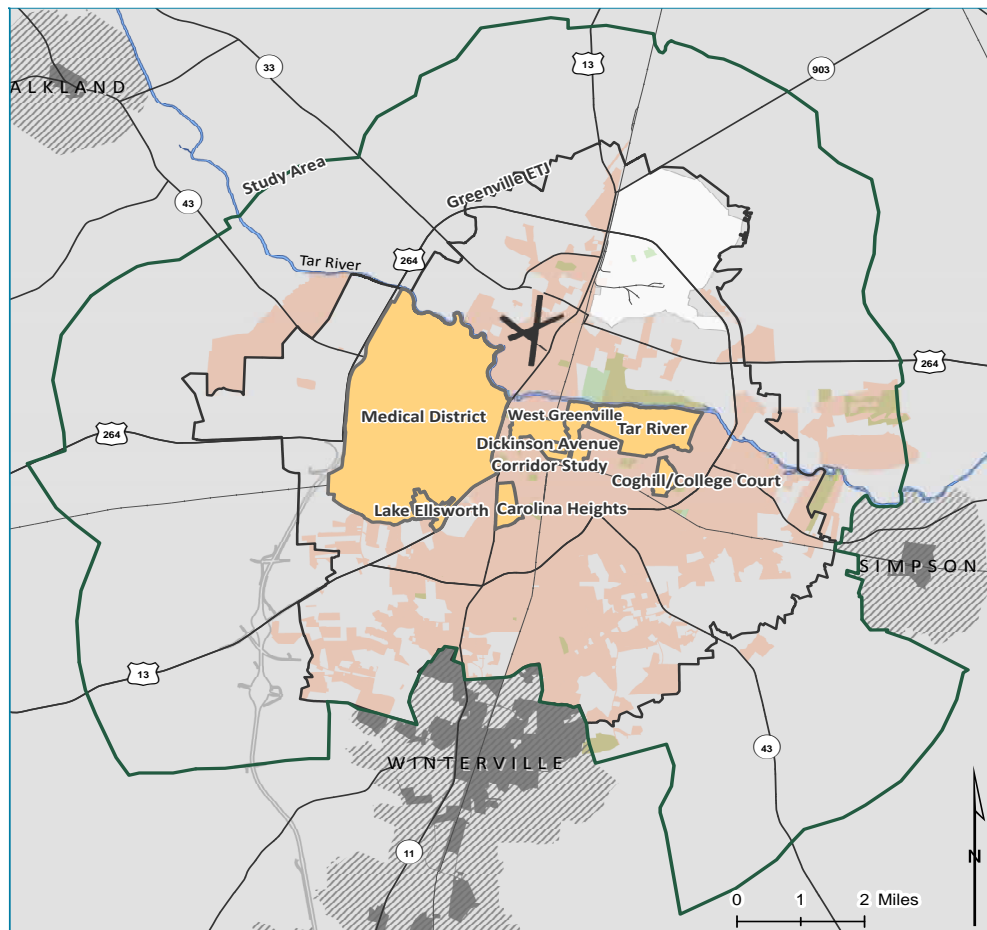 13
33
903
ALKLAND
Study Area
Greenville ETJ
43
Tar River
264
264
264
Medical District
West Greenville
Tar River
Dickinson Avenue
Corridor Study
Coghill/College Court
Lake Ellsworth
Carolina Heights
SIMPSON
13
43
WINTERVILLE
11
N
0 1 2 Miles